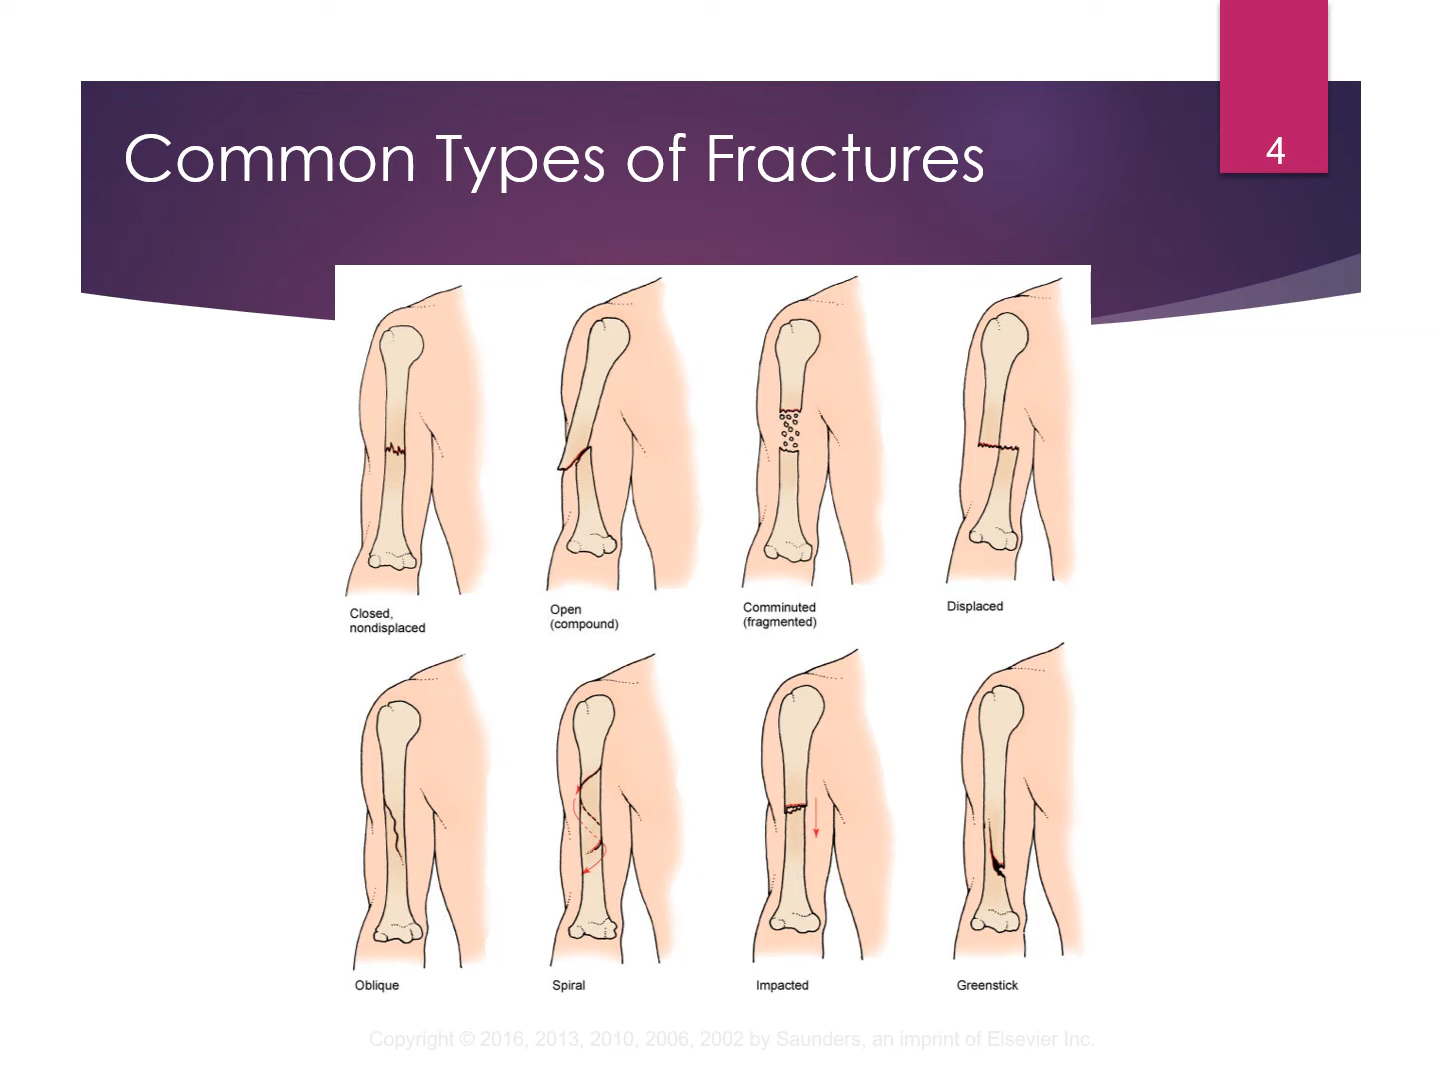 Common Types of Fractures
4
Closed,
nondisplaced
Open
(compound)
Comminuted
(fragmented)
Displaced
Oblique
Spiral
Impacted
Greenstick
Copyright © 2016, 2013, 2010, 2006, 2002 by Saunders, an imprint of Elsevier Inc.